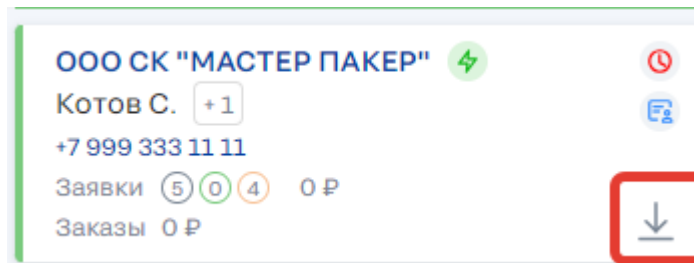 ООО СК "МАСТЕР ПАКЕР"
Котов С. +1
+7 999 333 11 11
Заявки 5 0 4 0 ₽
Заказы 0 ₽